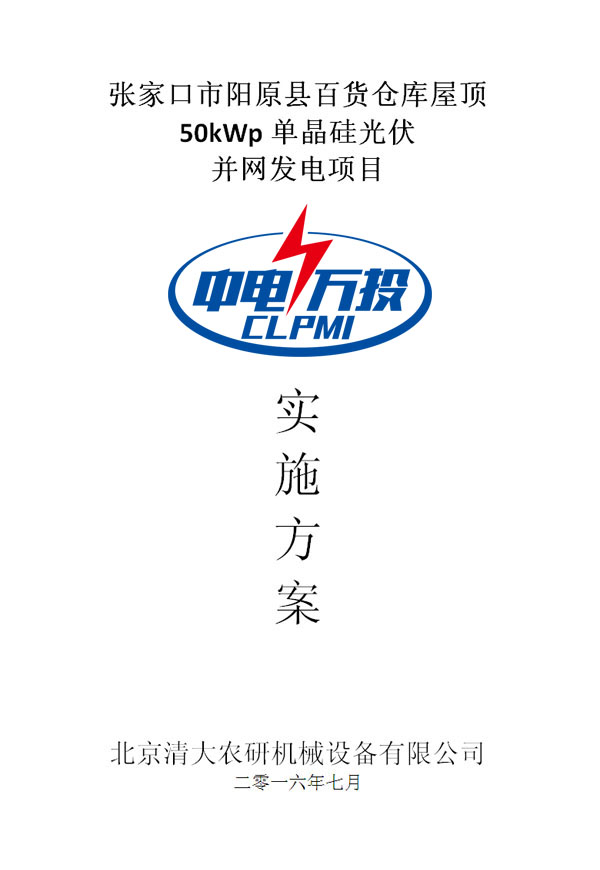 张家口市阳原县百货仓库屋顶
50kWp 单晶硅光伏
并网发电项目
中电万投
CLPMI
实
施
方
案
北京清大农研机械设备有限公司
二零一六年七月